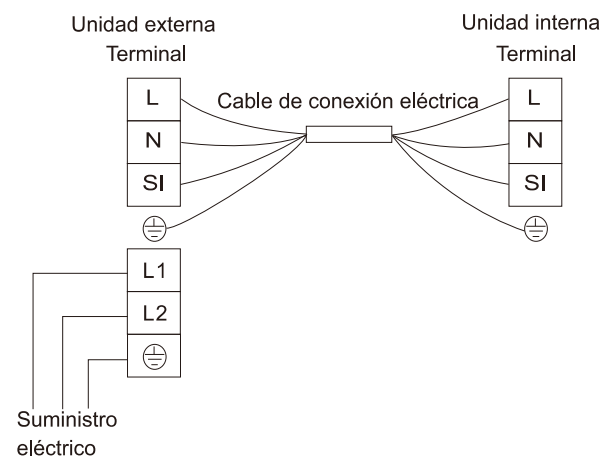 Unidad externa
Terminal
Unidad interna
Terminal
Cable de conexión eléctrica
L
N
SI
L
N
SI
L1
L2
Suministro
eléctrico